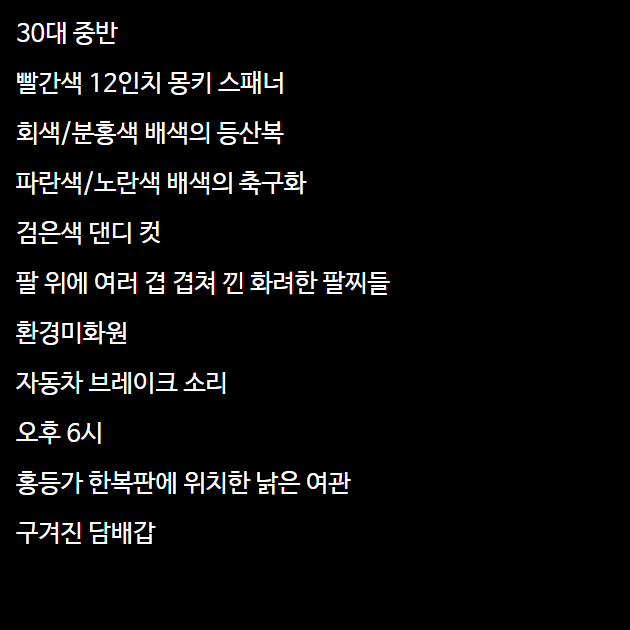 30대 중반
빨간색 12인치 몽키 스패너
회색/분홍색 배색의 등산복
파란색/노란색 배색의 축구화
검은색 댄디 컷
팔 위에 여러 겹 겹쳐 낀 화려한 팔찌들
환경미화원
자동차 브레이크 소리
오후 6시
홍등가 한복판에 위치한 낡은 여관
구겨진 담배갑